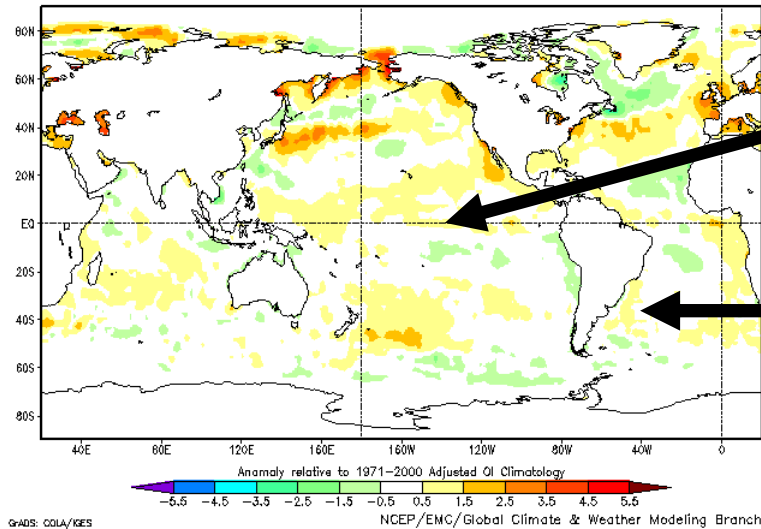 80N
60N
40N
20N
EQ
20S
40S
60S
80S
40E 80E 120E 160E 160W 120W 80W 40W 0
Anomaly relative to 1971-2000 Adjusted OI Climatology
-5.5 -4.5 -3.5 -2.5 -1.5 -0.5 0.5 1.5 2.5 3.5 4.5 5.5
GrADS: COLA/IGES NCEP/EMC/Global Climate & Weather Modeling Branch